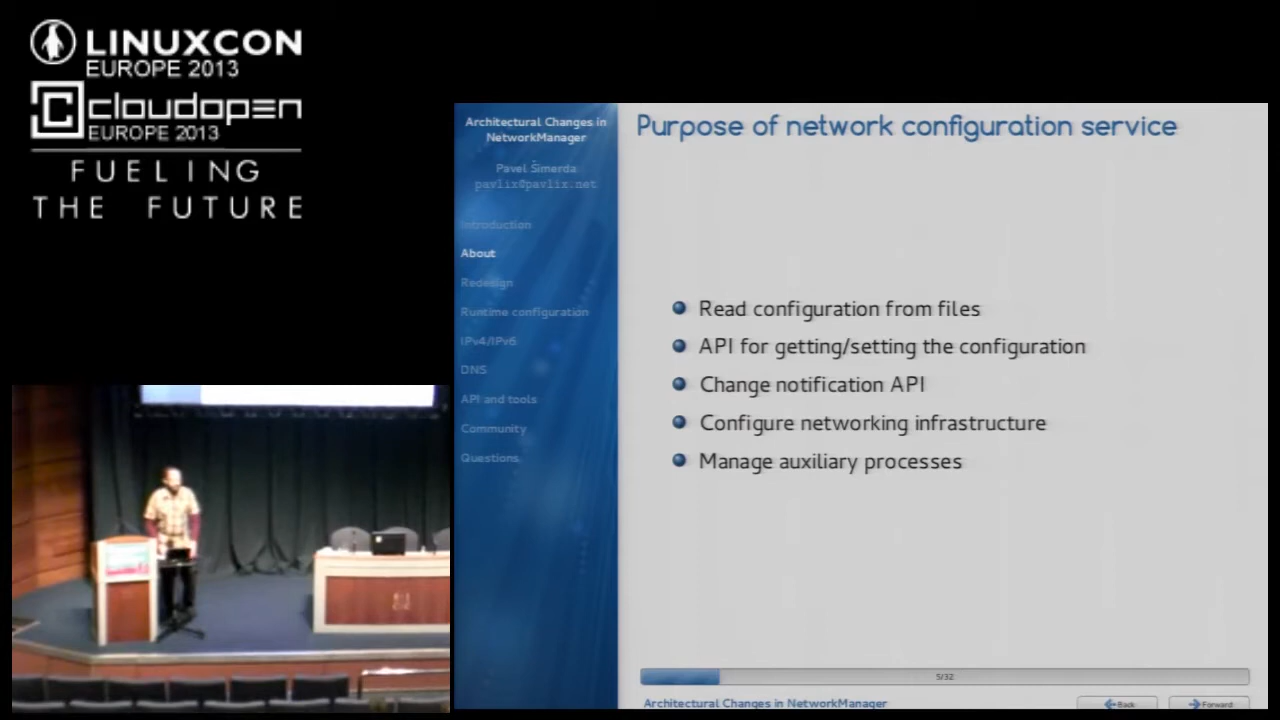 LINUXCON
EUROPE 2013
cloudopen
EUROPE 2013
FUELING
THE FUTURE
Architectural Changes in
NetworkManager
Pavel Šimerda
pavlix@pavlix.net
Introduction
About
Redesign
Runtime configuration
IPv4/IPv6
DNS
API and tools
Community
Questions
Purpose of network configuration service
Read configuration from files
API for getting/setting the configuration
Change notification API
Configure networking infrastructure
Manage auxiliary processes
5/32
Architectural Changes in NetworkManager
Back
Forward